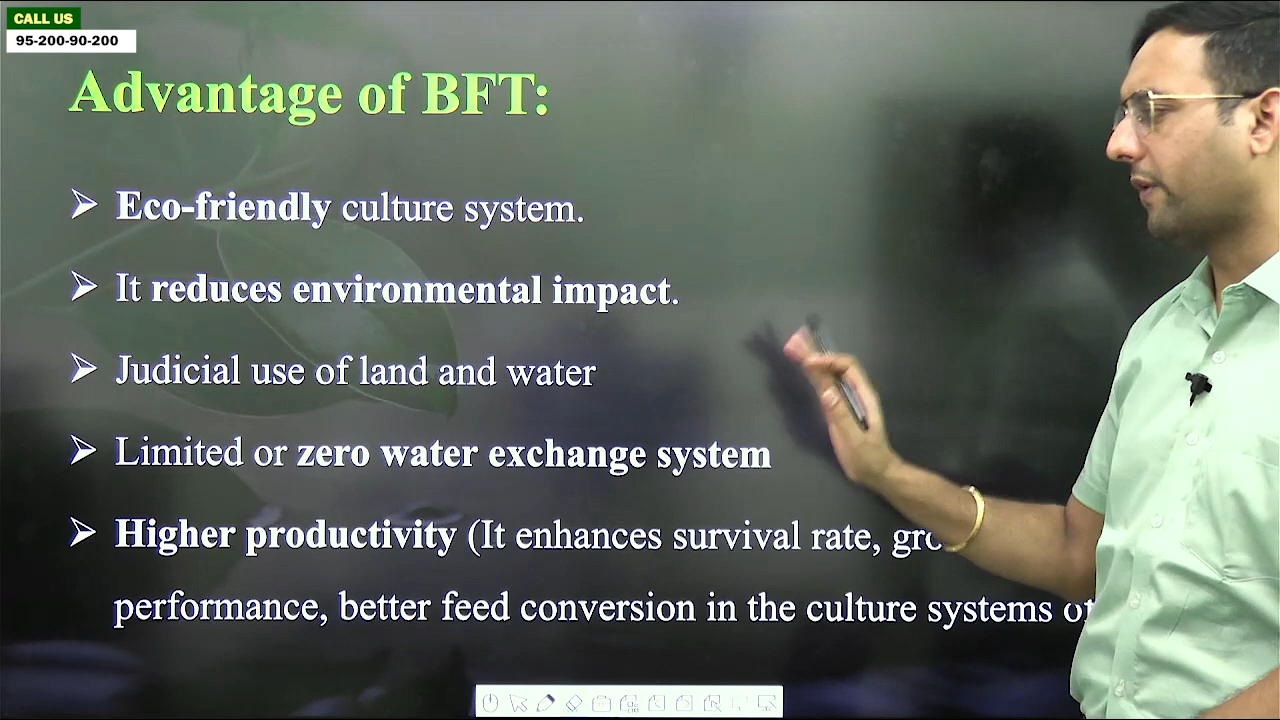 CALL US
95-200-90-200
Advantage of BFT:
Eco-friendly culture system.
It reduces environmental impact.
Judicial use of land and water
Limited or zero water exchange system
Higher productivity (It enhances survival rate,
performance, better feed conversion in the culture systems of